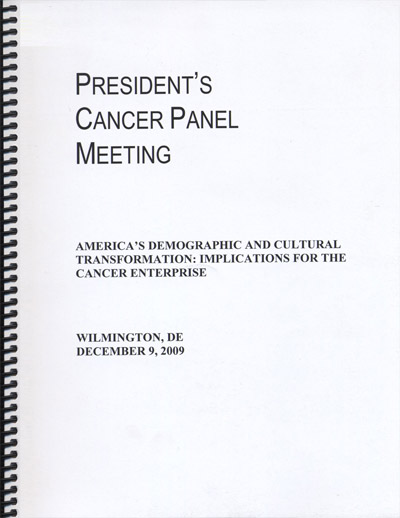 PRESIDENT'S
CANCER PANEL
MEETING
AMERICA'S DEMOGRAPHIC AND CULTURAL
TRANSFORMATION: IMPLICATIONS FOR THE
CANCER ENTERPRISE
WILMINGTON, DE
DECEMBER 9, 2009